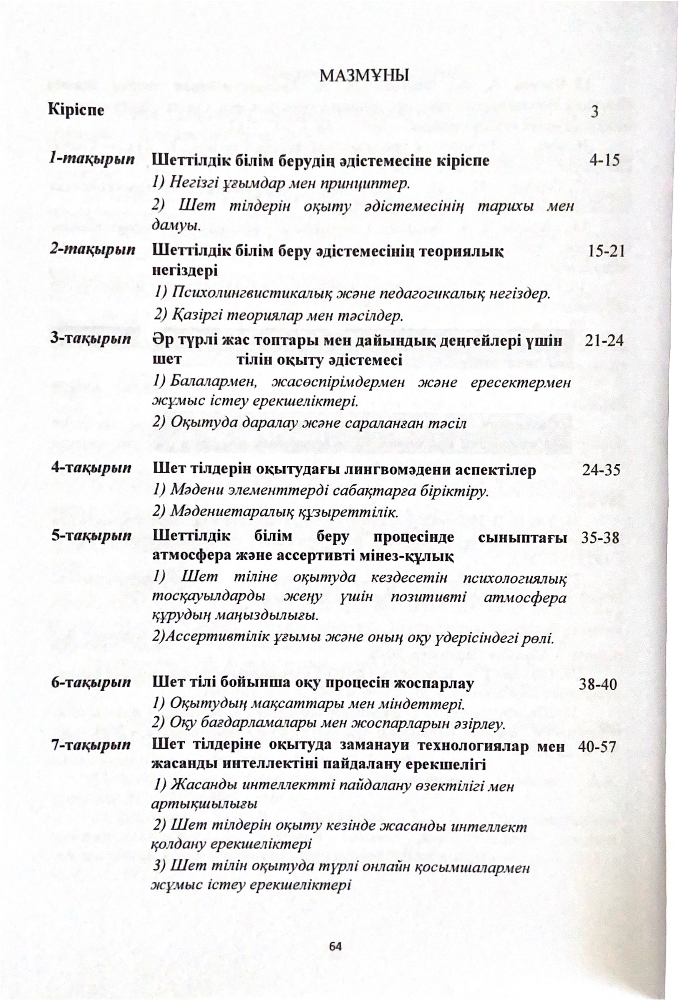 МАЗМҰНЫ
Кіріспе 3
1-тақырып Шеттілдік білім берудің әдістемесіне кіріспе 4-15
1) Негізгі ұғымдар мен принциптер.
2) Шет тілдерін оқыту әдістемесінің тарихы мен
дамуы.
2-тақырып Шеттілдік білім беру әдістемесінің теориялық 15-21
негіздері
1) Психолингвистикалық және педагогикалық негіздер.
2) Қазіргі теориялар мен тәсілдер.
3-тақырып Әр түрлі жас топтары мен дайындық деңгейлері үшін 21-24
шет тілін оқыту әдістемесі
1) Балалармен, жасөспірімдермен және ересектермен
жұмыс істеу ерекшеліктері.
2) Оқытуда даралау және сараланған тәсіл
4-тақырып Шет тілдерін оқытудағы лингвомәдени аспектілер 24-35
1) Мәдени элементтерді сабақтарға біріктіру.
2) Мәдениетаралық құзыреттілік.
5-тақырып Шеттілдік білім беру процесінде сыныптағы 35-38
атмосфера және ассертивті мінез-құлық
1) Шет тіліне оқытуда кездесетін психологиялық
тосқауылдарды жеңу үшін позитивті атмосфера
құрудың маңыздылығы.
2)Ассертивтілік ұғымы және оның оқу үдерісіндегі рөлі.
6-тақырып Шет тілі бойынша оқу процесін жоспарлау 38-40
1) Оқытудың мақсаттары мен міндеттері.
2) Оқу бағдарламалары мен жоспарларын әзірлеу.
7-тақырып Шет тілдеріне оқытуда заманауи технологиялар мен 40-57
жасанды интеллектіні пайдалану ерекшелігі
1) Жасанды интеллектті пайдалану өзектілігі мен
артықшылығы
2) Шет тілдерін оқыту кезінде жасанды интеллект
қолдану ерекшеліктері
3) Шет тілін оқытуда түрлі онлайн қосымшалармен
жұмыс істеу ерекшеліктері
64